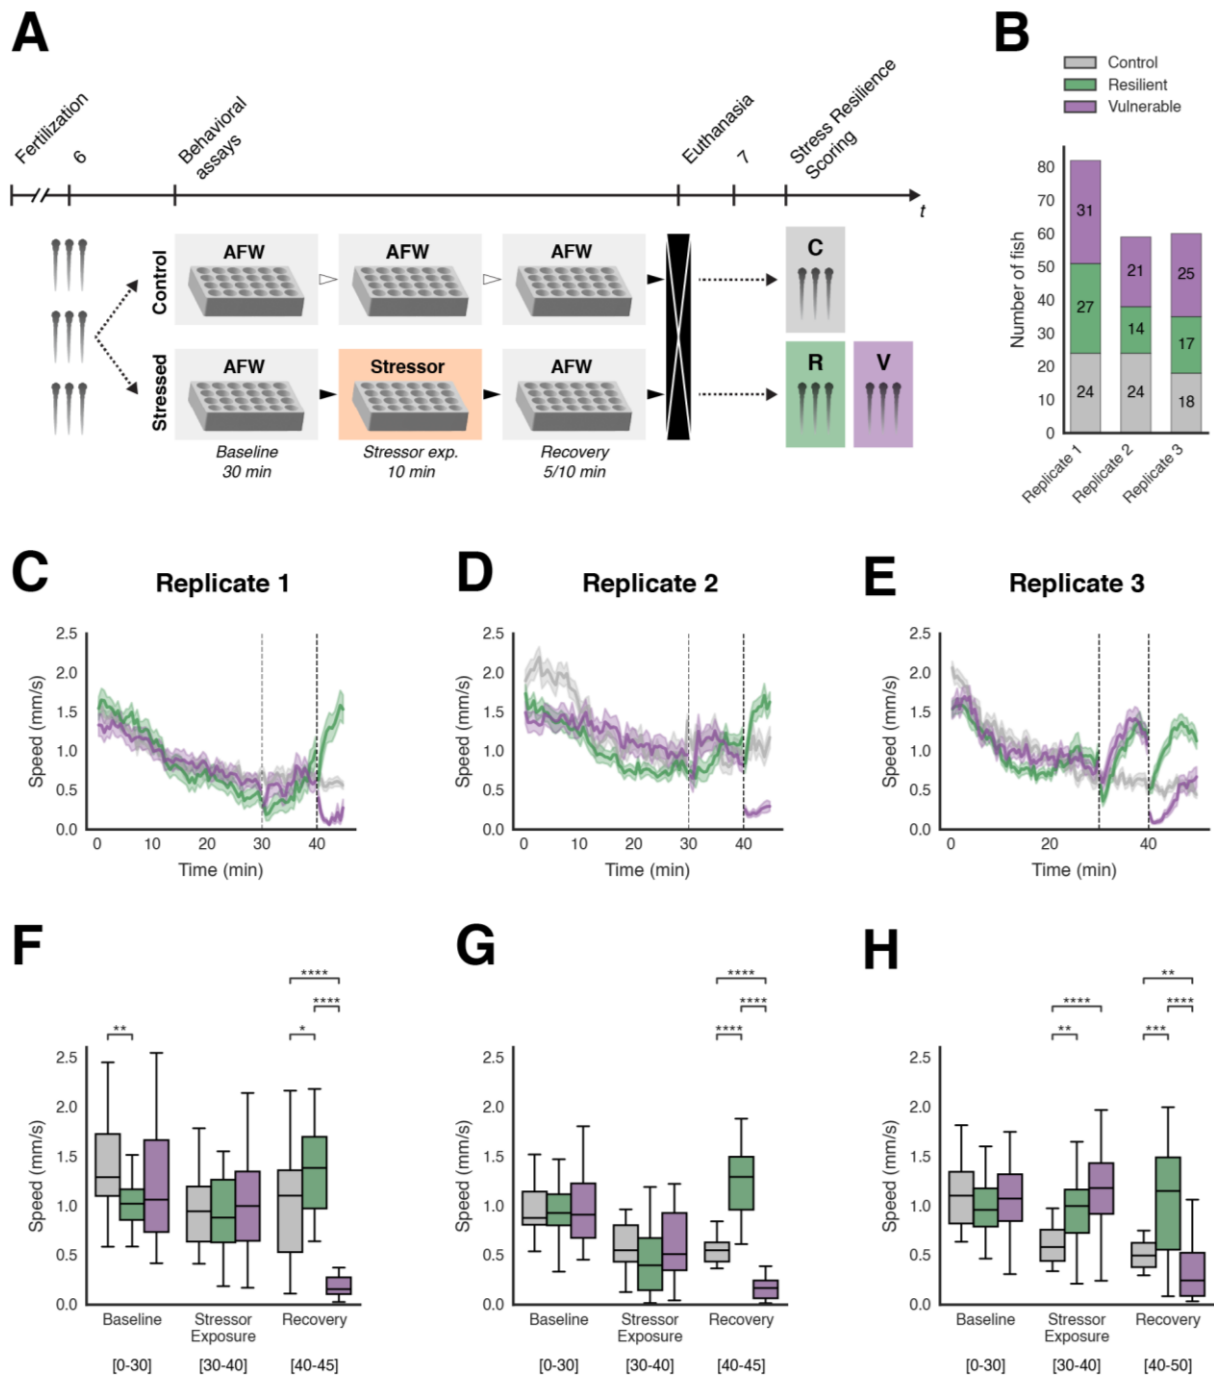 A
Fertilization
6
Behavioral
assays
Euthanasia
7
Stress Resilience
Scoring
t
Control
AFW
AFW
AFW
C
Stressed
AFW
Stressor
AFW
R
V
Baseline
30 min
Stressor exp.
10 min
Recovery
5/10 min
B
Control
Resilient
Vulnerable
Number of fish
80
70
60
50
40
30
20
10
0
31
27
24
21
14
24
25
17
18
Replicate 1
Replicate 2
Replicate 3
C
Replicate 1
Speed (mm/s)
2.5
2.0
1.5
1.0
0.5
0.0
0 10 20 30 40
Time (min)
D
Replicate 2
Speed (mm/s)
2.5
2.0
1.5
1.0
0.5
0.0
0 10 20 30 40
Time (min)
E
Replicate 3
Speed (mm/s)
2.5
2.0
1.5
1.0
0.5
0.0
0 20 40
Time (min)
F
****
****
** *
Speed (mm/s)
2.5
2.0
1.5
1.0
0.5
0.0
Baseline Stressor Recovery
Exposure
[0-30] [30-40] [40-45]
G
****
****
****
Speed (mm/s)
2.5
2.0
1.5
1.0
0.5
0.0
Baseline Stressor Recovery
Exposure
[0-30] [30-40] [40-45]
H
**
**** ****
** ***
Speed (mm/s)
2.5
2.0
1.5
1.0
0.5
0.0
Baseline Stressor Recovery
Exposure
[0-30] [30-40] [40-50]